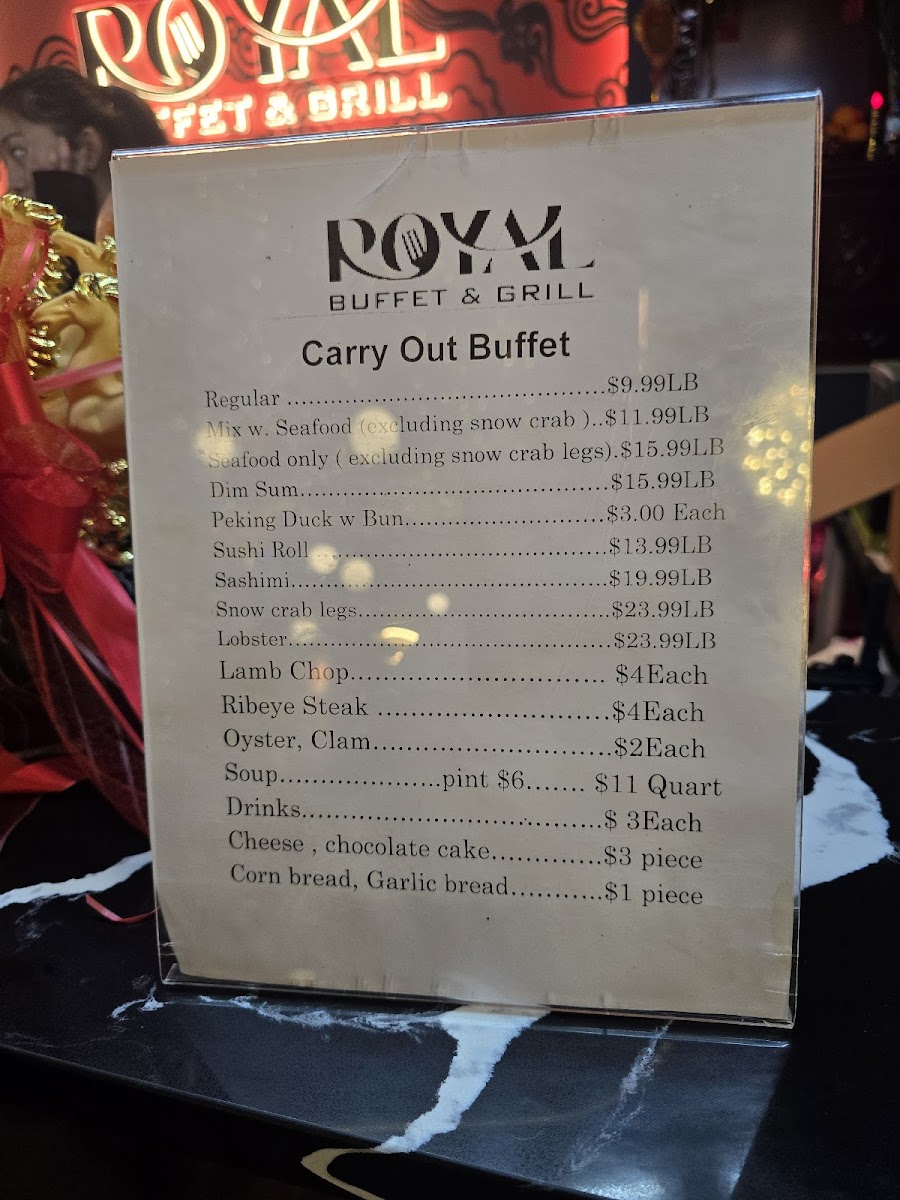 ROYAL
BUFFET & GRILL
ROYAL
BUFFET & GRILL
Carry Out Buffet
Regular ............................................$9.99LB
Mix w. Seafood (excluding snow crab )..$11.99LB
Seafood only ( excluding snow crab legs).$15.99LB
Dim Sum...........................................$15.99LB
Peking Duck w Bun............................$3.00 Each
Sushi Roll ........................................$13.99LB
Sashimi............................................$19.99LB
Snow crab legs...................................$23.99LB
Lobster.............................................$23.99LB
Lamb Chop................................ $4Each
Ribeye Steak .............................$4Each
Oyster, Clam..............................$2Each
Soup....................pint $6....... $11 Quart
Drinks......................................$ 3Each
Cheese , chocolate cake.............$3 piece
Corn bread, Garlic bread...........$1 piece